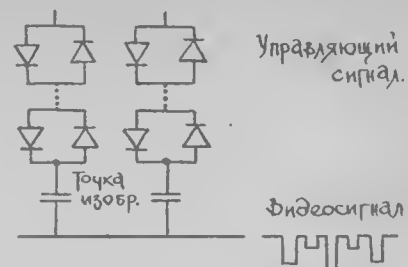 Управляющий
сигнал.
Точка
изобр.
Видеосигнал